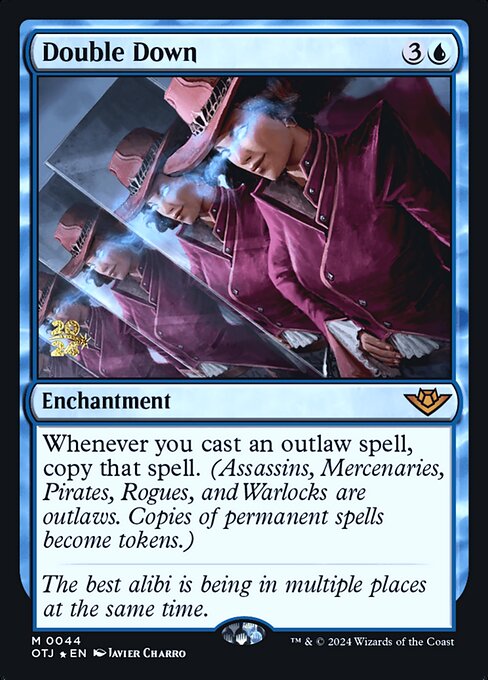 Double Down 3
Enchantment
Whenever you cast an outlaw spell,
copy that spell. (Assassins, Mercenaries,
Pirates, Rogues, and Warlocks are
outlaws. Copies of permanent spells
become tokens.)
The best alibi is being in multiple places
at the same time.
M 0044
OTJ ★ EN Javier Charro
™ & © 2024 Wizards of the Coast